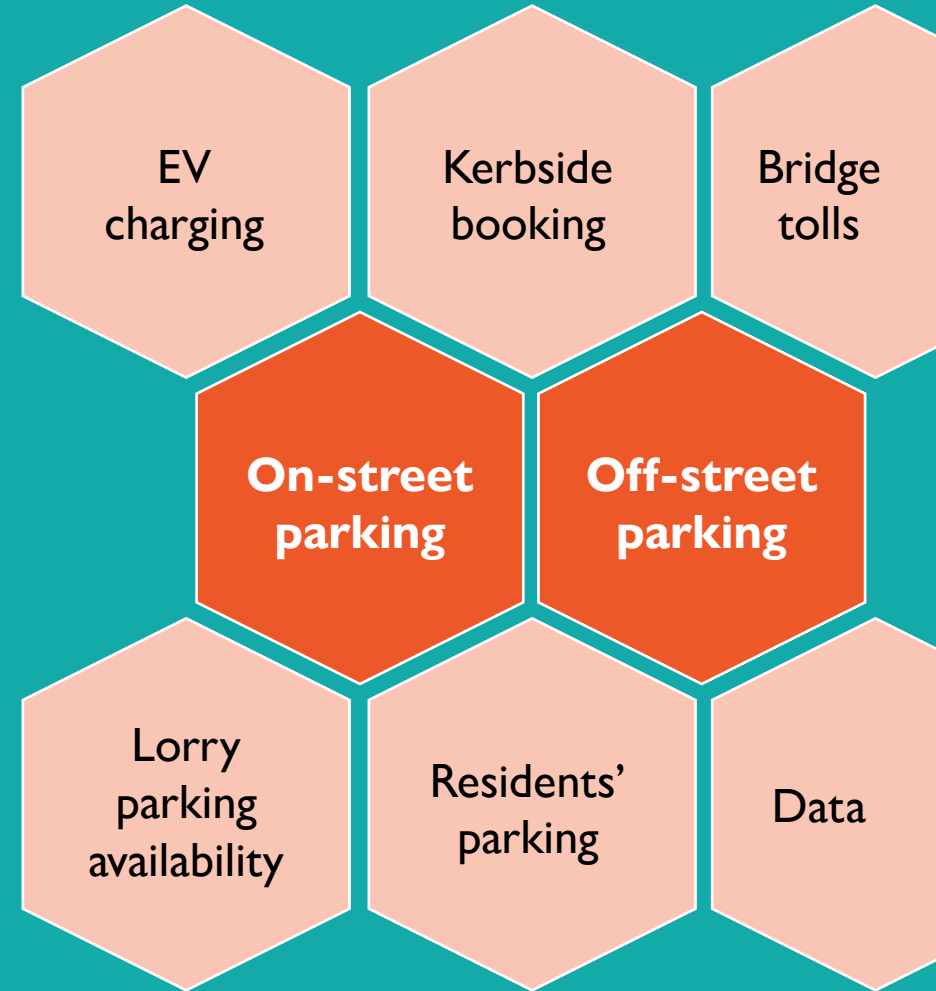 EV
charging
Kerbside
booking
Bridge
tolls
On-street
parking
Off-street
parking
Lorry
parking
availability
Residents’
parking
Data